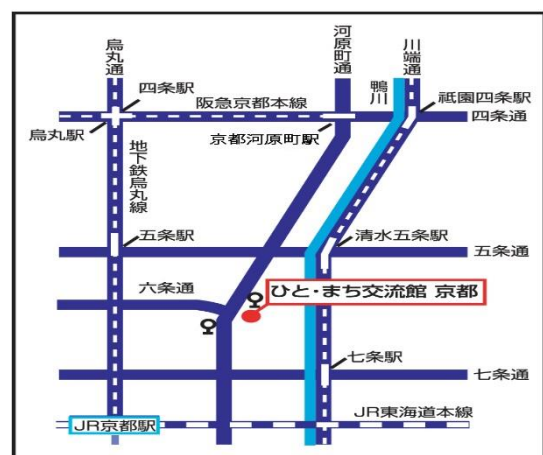 烏丸通
河原町通
川端通
鴨川
四条駅
阪急京都本線
祇園四条駅
四条通
烏丸駅
京都河原町駅
地下鉄烏丸線
五条駅
清水五条駅
五条通
六条通
ひと・まち交流館 京都
七条駅
七条通
JR東海道本線
JR京都駅